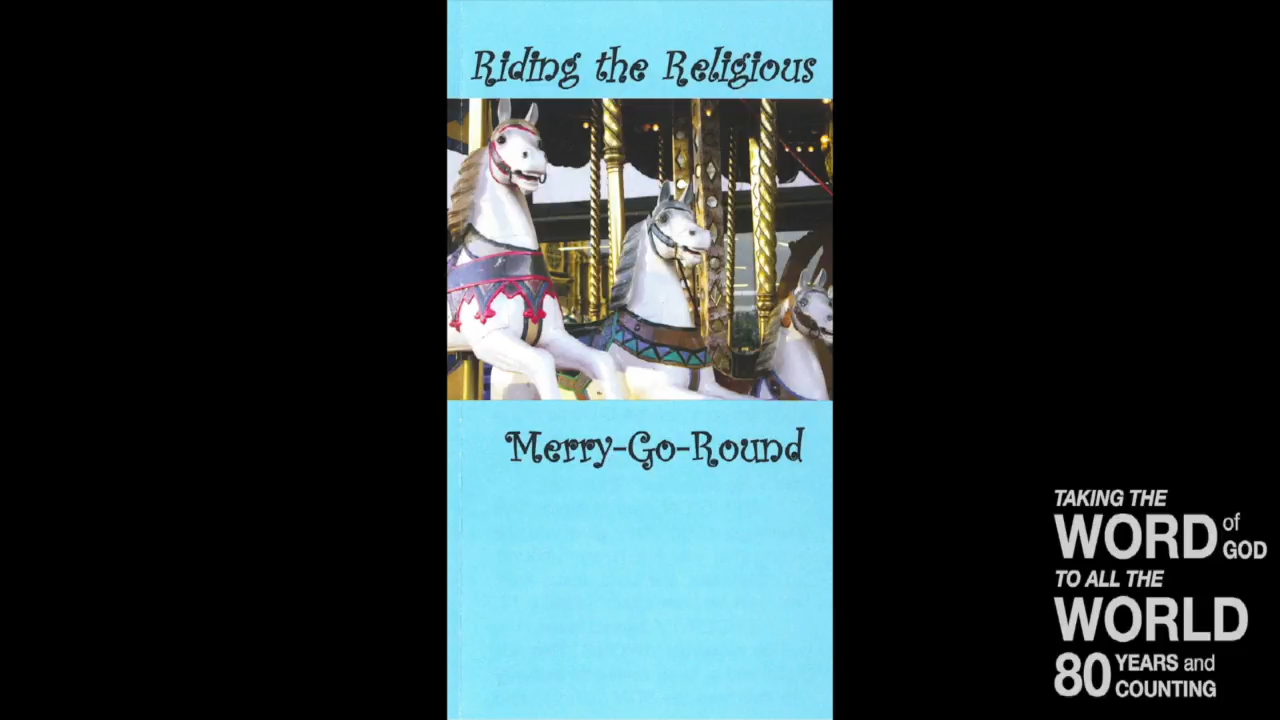 Riding the Religious
Merry-Go-Round
TAKING THE
WORD of GOD
TO ALL THE
WORLD
80 YEARS and COUNTING